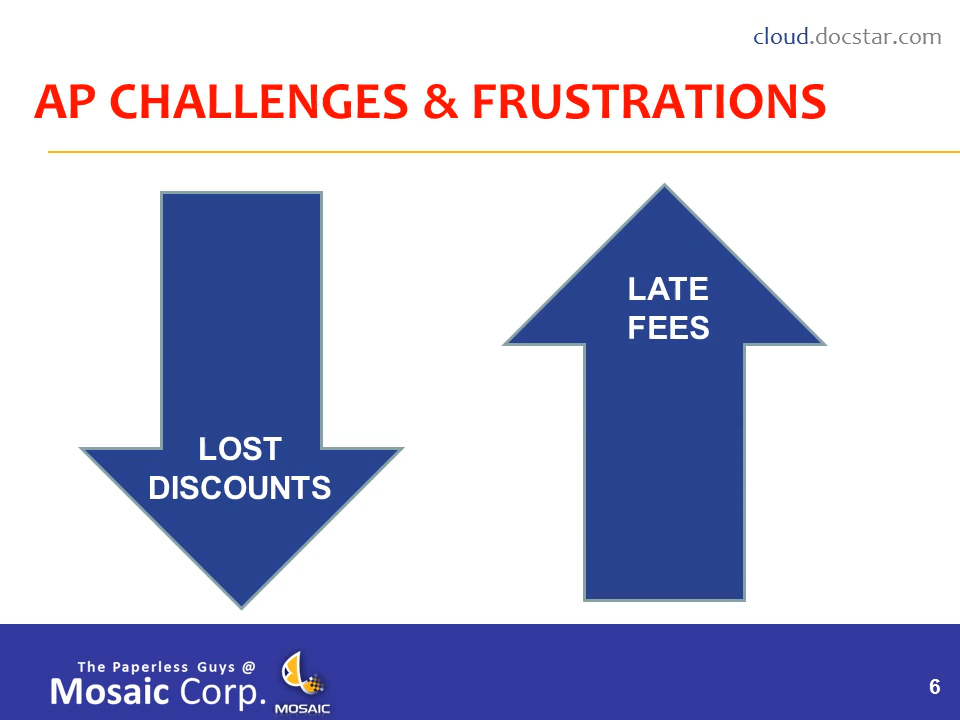 cloud.docstar.com
AP CHALLENGES & FRUSTRATIONS
LOST
DISCOUNTS
LATE
FEES
The Paperless Guys @
Mosaic Corp.
MOSAIC
6